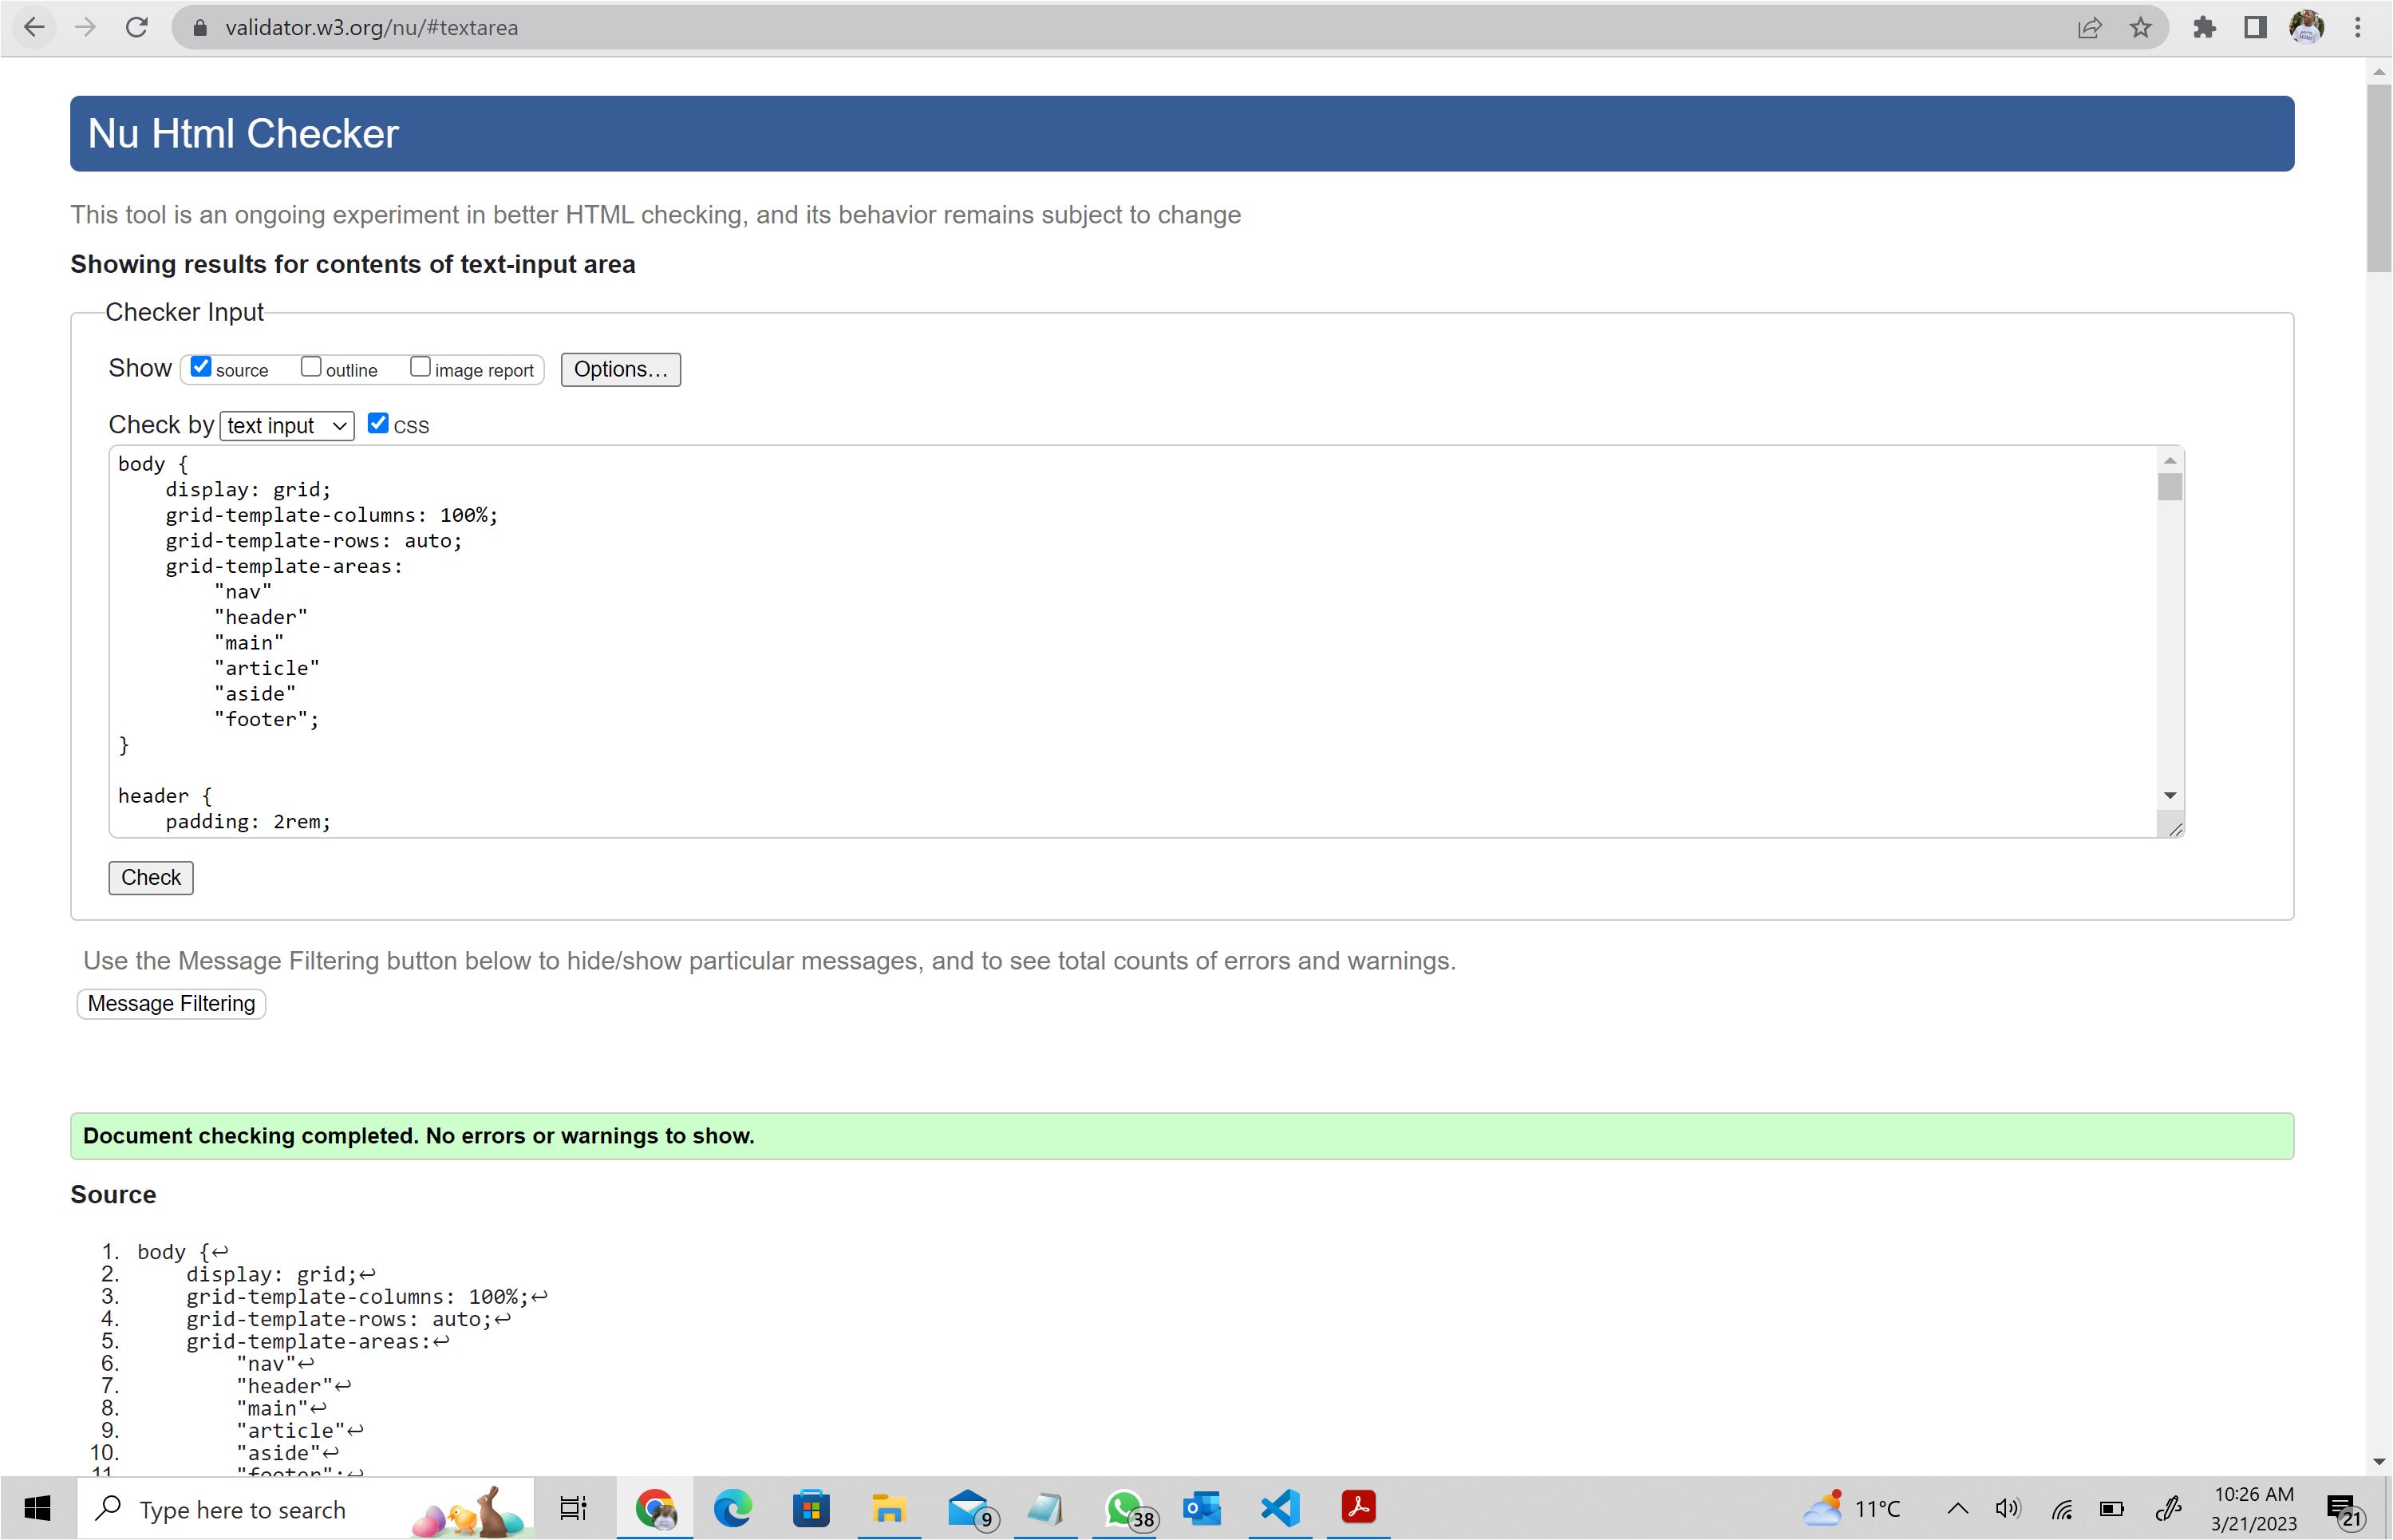 validator.w3.org/nu/#textarea
Nu Html Checker
This tool is an ongoing experiment in better HTML checking, and its behavior remains subject to change
Showing results for contents of text-input area
Checker Input
Show source outline image report Options...
Check by text input CSS
body {
    display: grid;
    grid-template-columns: 100%;
    grid-template-rows: auto;
    grid-template-areas:
        "nav"
        "header"
        "main"
        "article"
        "aside"
        "footer";
}
header {
    padding: 2rem;
Check
Use the Message Filtering button below to hide/show particular messages, and to see total counts of errors and warnings.
Message Filtering
Document checking completed. No errors or warnings to show.
Source
1. body {↩
2.     display: grid;↩
3.     grid-template-columns: 100%;↩
4.     grid-template-rows: auto;↩
5.     grid-template-areas:↩
6.         "nav"↩
7.         "header"↩
8.         "main"↩
9.         "article"↩
10.         "aside"↩
11.         "footer";↩
Type here to search
9
38
11°C
10:26 AM
3/21/2023
21